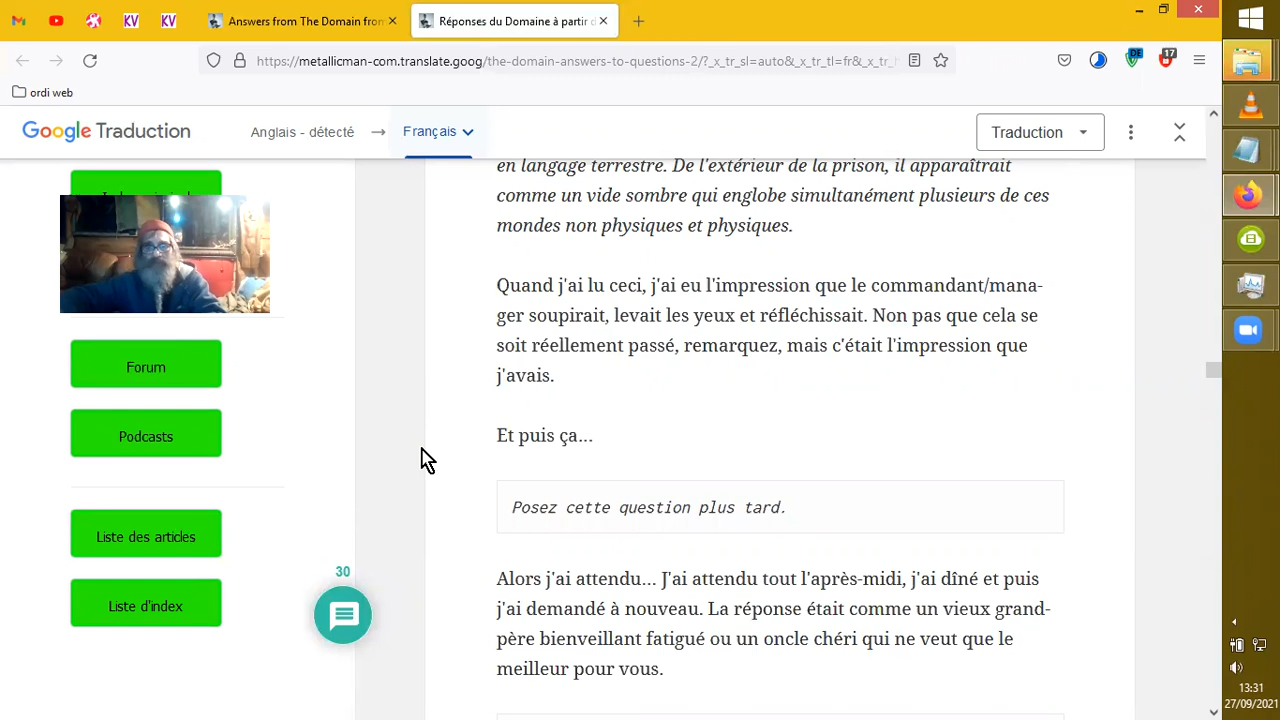 KV
KV
Answers from The Domain from
Réponses du Domaine à partir d
https://metallicman-com.translate.goog/the-domain-answers-to-questions-2/?_x_tr_sl=auto&_x_tr_tl=fr&_x_tr_
DE
17
ordi web
Google Traduction
Anglais - détecté
Français
Traduction
en langage terrestre. De l'extérieur de la prison, il apparaîtrait
comme un vide sombre qui englobe simultanément plusieurs de ces
mondes non physiques et physiques.
Quand j'ai lu ceci, j'ai eu l'impression que le commandant/mana-
ger soupirait, levait les yeux et réfléchissait. Non pas que cela se
soit réellement passé, remarquez, mais c'était l'impression que
j'avais.
Et puis ça...
Posez cette question plus tard.
Alors j'ai attendu... J'ai attendu tout l'après-midi, j'ai dîné et puis
j'ai demandé à nouveau. La réponse était comme un vieux grand-
père bienveillant fatigué ou un oncle chéri qui ne veut que le
meilleur pour vous.
Forum
Podcasts
Liste des articles
Liste d'index
30
13:31
27/09/2021